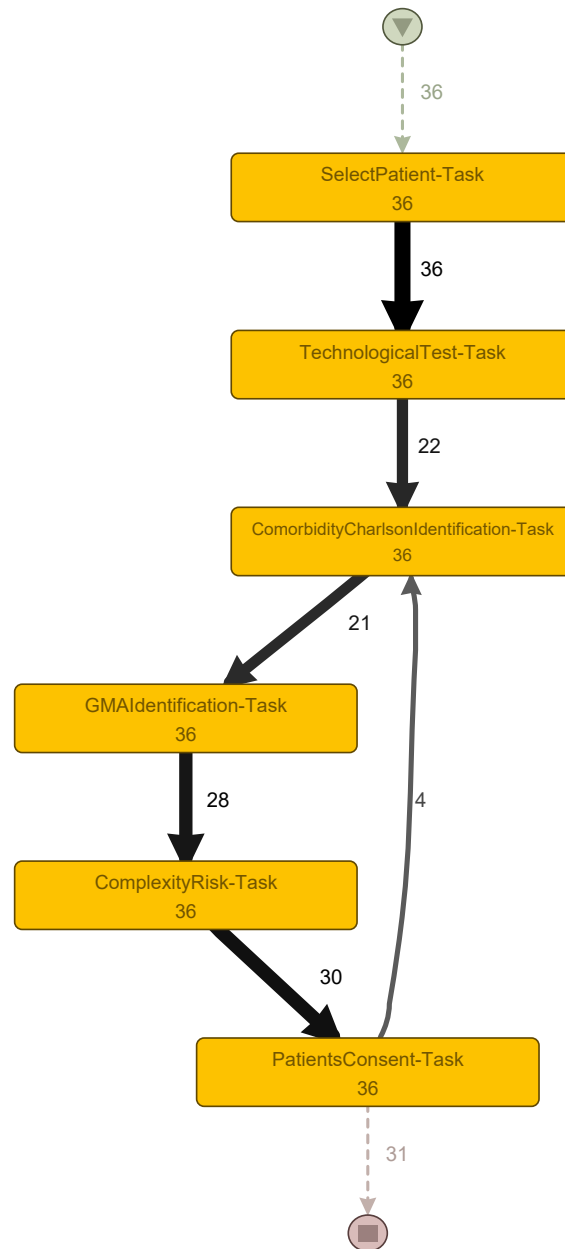 36
SelectPatient-Task
36
36
TechnologicalTest-Task
36
22
ComorbidityCharlsonIdentification-Task
36
21
GMAIdentification-Task
36
28
4
ComplexityRisk-Task
36
30
PatientsConsent-Task
36
31